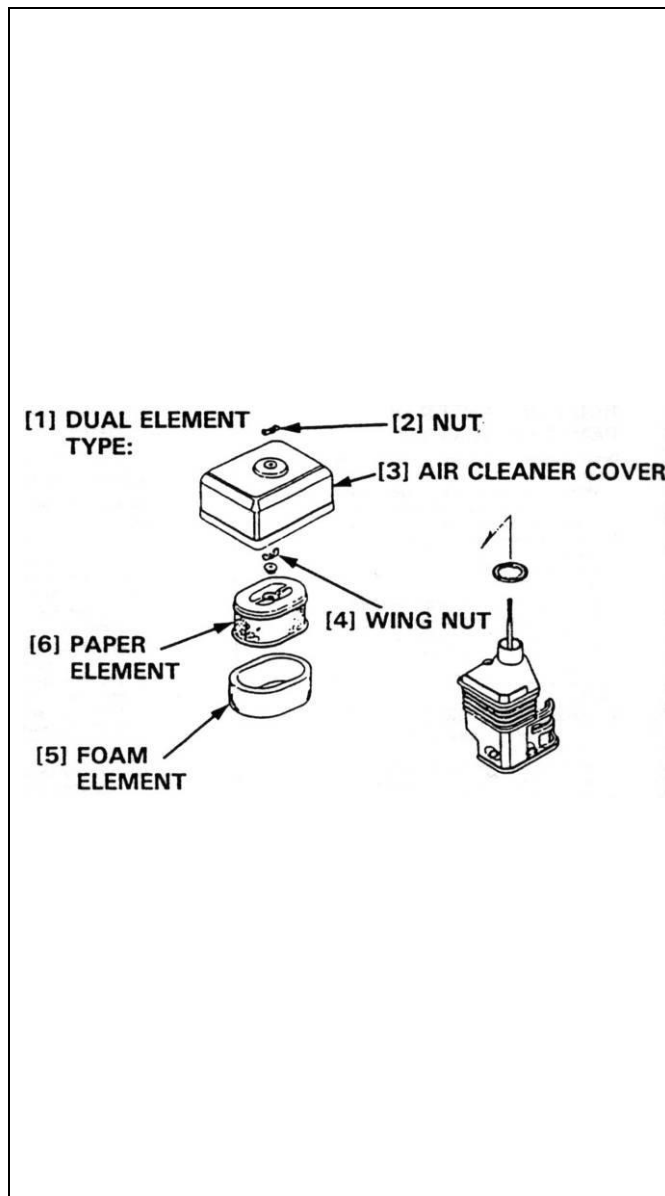 [1] DUAL ELEMENT
TYPE:
[2] NUT
[3] AIR CLEANER COVER
[4] WING NUT
[6] PAPER
ELEMENT
[5] FOAM
ELEMENT